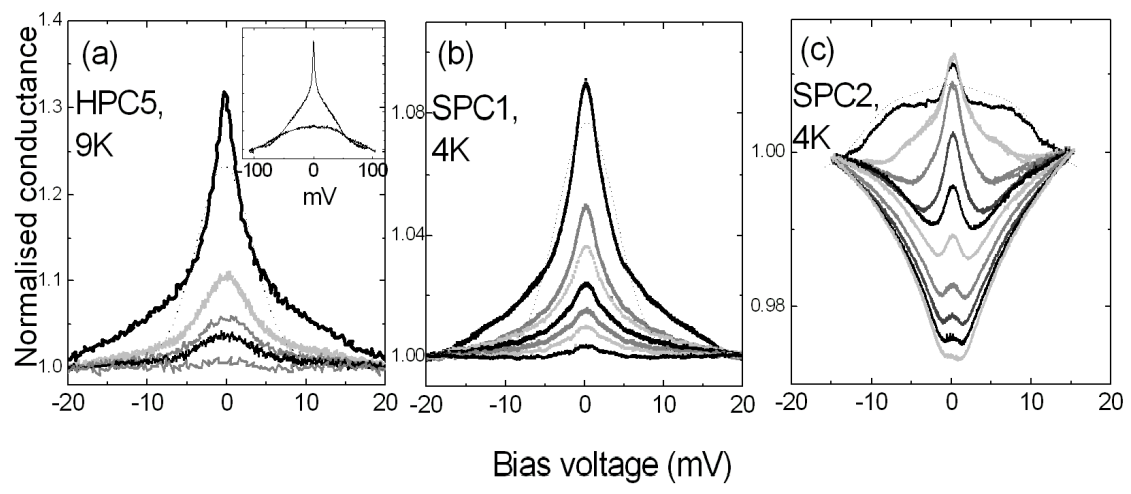 Normalised conductance
1.4
1.3
1.2
1.1
1.0
(a)
HPC5,
9K
-100 0 100
mV
-20 -10 0 10 20
(b)
SPC1,
4K
1.08
1.04
1.00
-20 -10 0 10 20
(c)
SPC2,
4K
1.00
0.98
-20 -10 0 10 20
Bias voltage (mV)